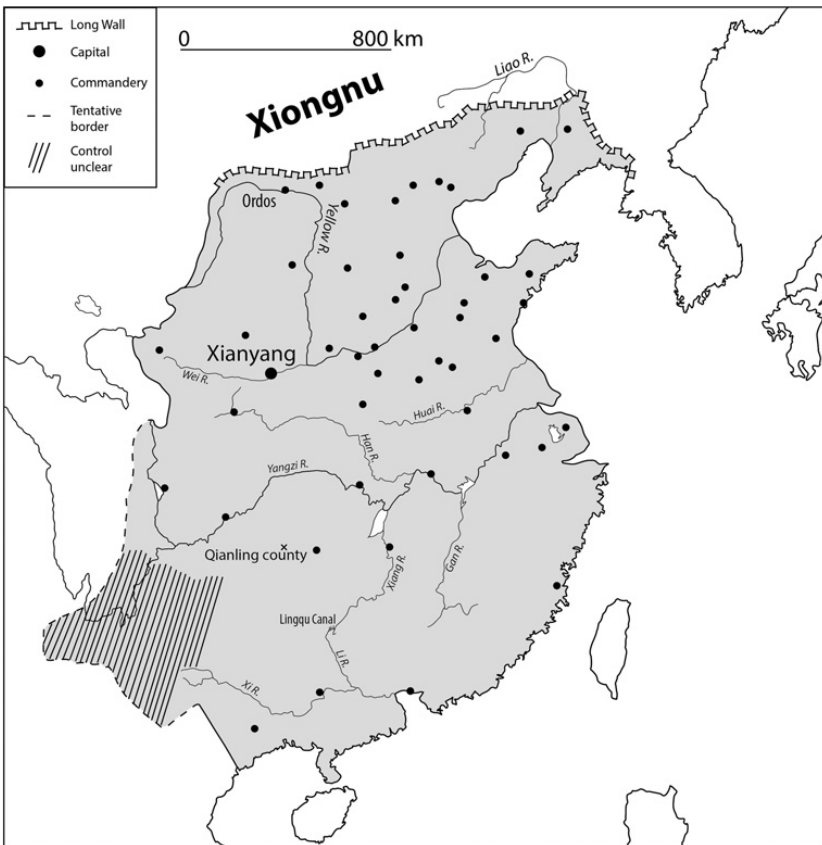 Long Wall
Capital
Commandery
Tentative
border
Control
unclear
0 800 km
Liao R.
Xiongnu
Ordos
Yellow R.
Xianyang
Wei R.
Huai R.
Han R.
Yangzi R.
Qianling county
Xiang R.
Gan R.
Lingqu Canal
Li R.
Xi R.